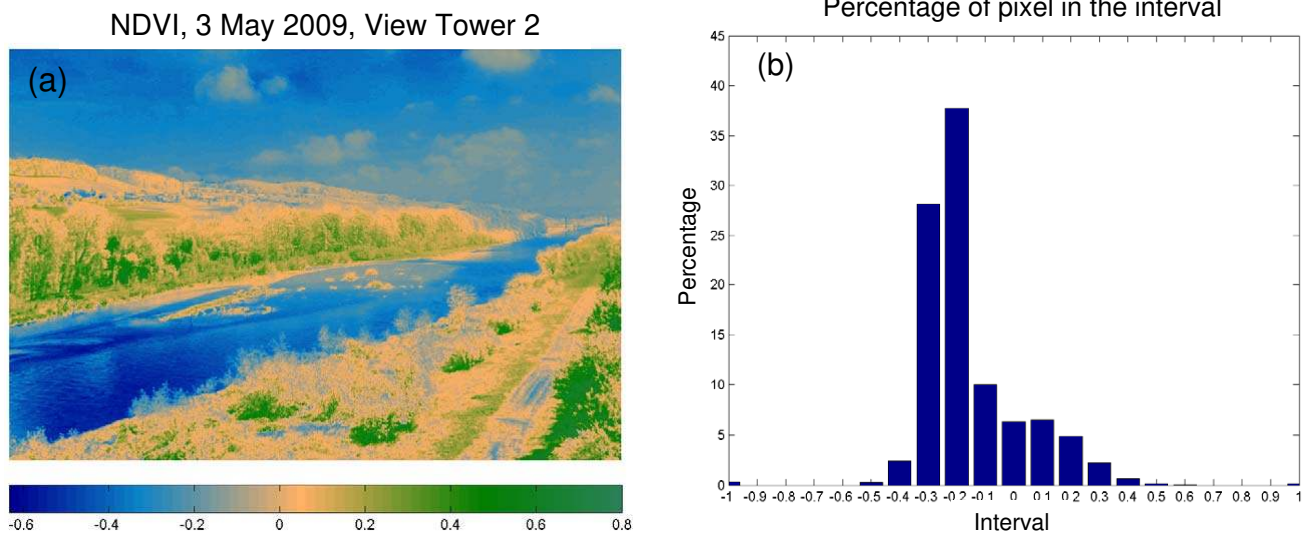 NDVI, 3 May 2009, View Tower 2
(a)
-0.6 -0.4 -0.2 0 0.2 0.4 0.6 0.8
Percentage of pixel in the interval
(b)
Percentage
45
40
35
30
25
20
15
10
5
0
-1 -0.9 -0.8 -0.7 -0.6 -0.5 -0.4 -0.3 -0.2 -0.1 0 0.1 0.2 0.3 0.4 0.5 0.6 0.7 0.8 0.9 1
Interval